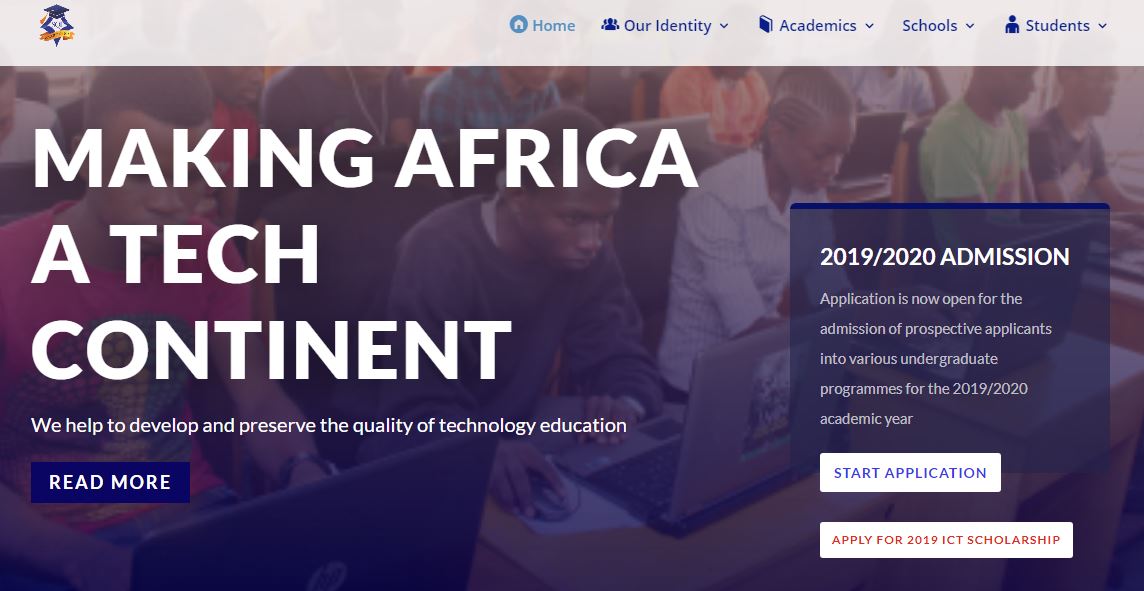 Home
Our Identity
Academics
Schools
Students
MAKING AFRICA
A TECH
CONTINENT
We help to develop and preserve the quality of technology education
READ MORE
2019/2020 ADMISSION
Application is now open for the
admission of prospective applicants
into various undergraduate
programmes for the 2019/2020
academic year
START APPLICATION
APPLY FOR 2019 ICT SCHOLARSHIP
hp